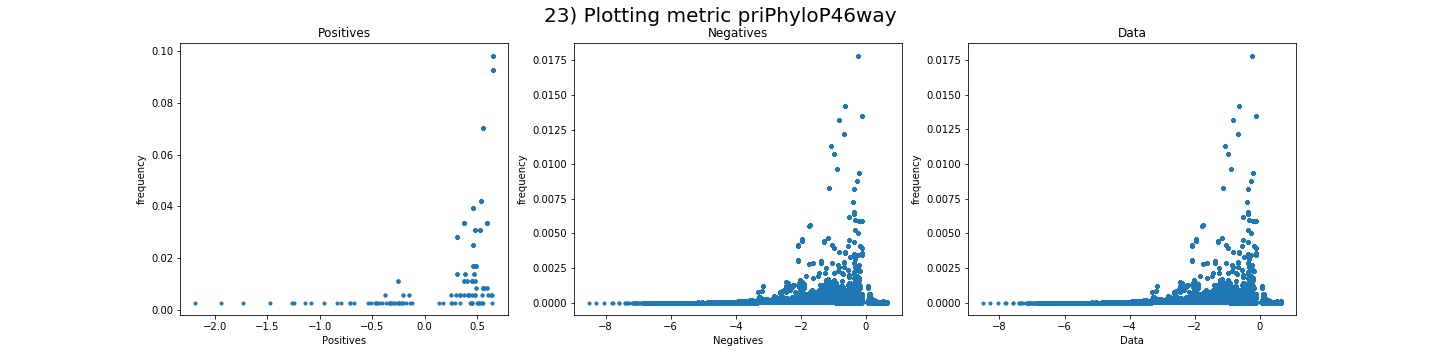 23) Plotting metric priPhyloP46way
Positives
0.10
0.08
0.06
0.04
0.02
0.00
frequency
−2.0 −1.5 −1.0 −0.5 0.0 0.5
Positives
Negatives
0.0175
0.0150
0.0125
0.0100
0.0075
0.0050
0.0025
0.0000
frequency
−8 −6 −4 −2 0
Negatives
Data
0.0175
0.0150
0.0125
0.0100
0.0075
0.0050
0.0025
0.0000
frequency
−8 −6 −4 −2 0
Data